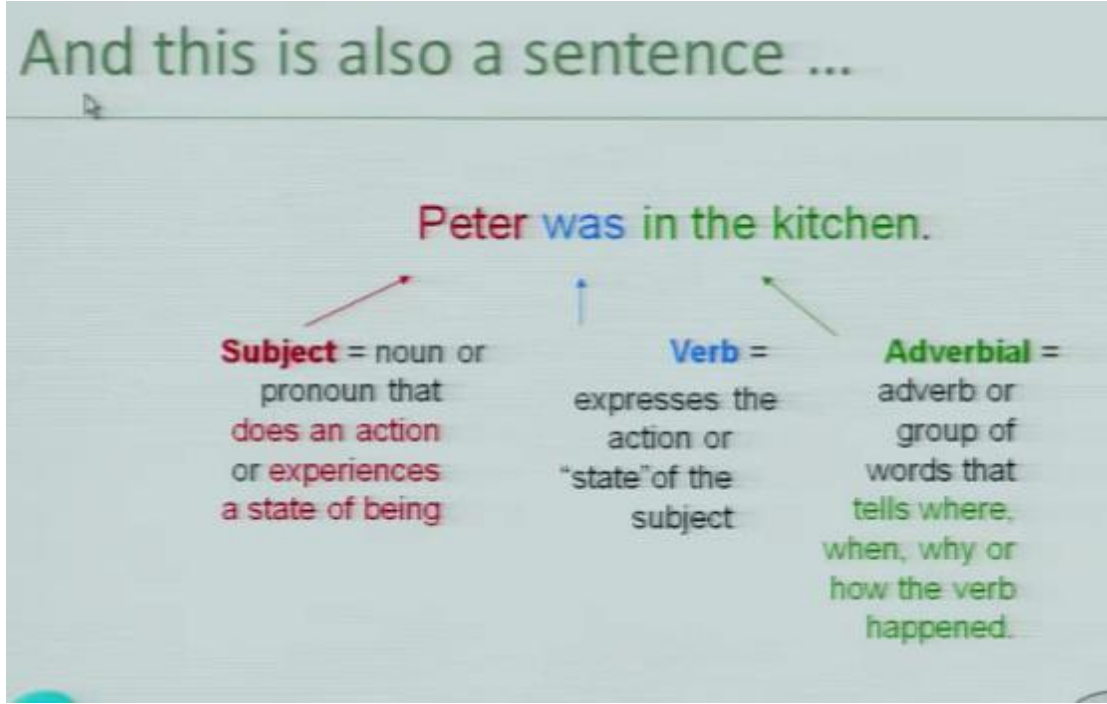 And this is also a sentence ...
Peter was in the kitchen.
Subject = noun or
pronoun that
does an action
or experiences
a state of being
Verb =
expresses the
action or
“state”of the
subject
Adverbial =
adverb or
group of
words that
tells where,
when, why or
how the verb
happened.